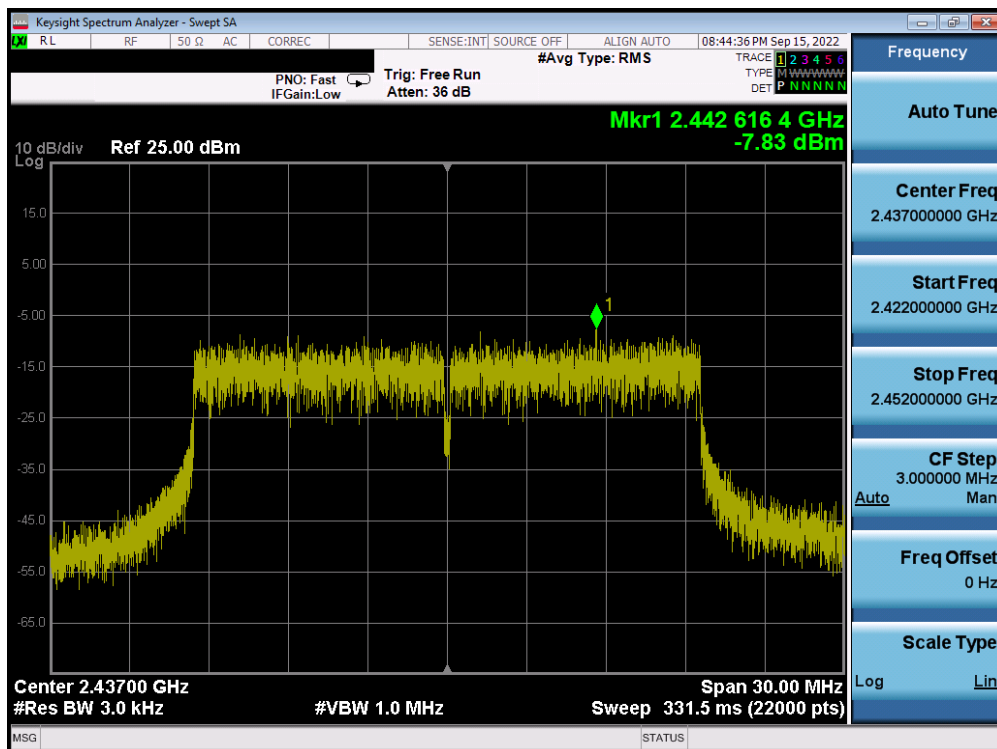 Keysight Spectrum Analyzer - Swept SA
LXI RL RF 50 Ω AC CORREC SENSE:INT SOURCE OFF ALIGN AUTO 08:44:36 PM Sep 15, 2022
#Avg Type: RMS
TRACE 1 2 3 4 5 6
TYPE M W W W W W
DET P N N N N N
PNO: Fast
IFGain:Low
Trig: Free Run
Atten: 36 dB
Mkr1 2.442 616 4 GHz
-7.83 dBm
10 dB/div
Log
Ref 25.00 dBm
15.0
5.00
-5.00
-15.0
-25.0
-35.0
-45.0
-55.0
-65.0
1
Center 2.43700 GHz
#Res BW 3.0 kHz
#VBW 1.0 MHz
Span 30.00 MHz
Sweep 331.5 ms (22000 pts)
MSG
STATUS
Frequency
Auto Tune
Center Freq
2.437000000 GHz
Start Freq
2.422000000 GHz
Stop Freq
2.452000000 GHz
CF Step
3.000000 MHz
Auto Man
Freq Offset
0 Hz
Scale Type
Log Lin